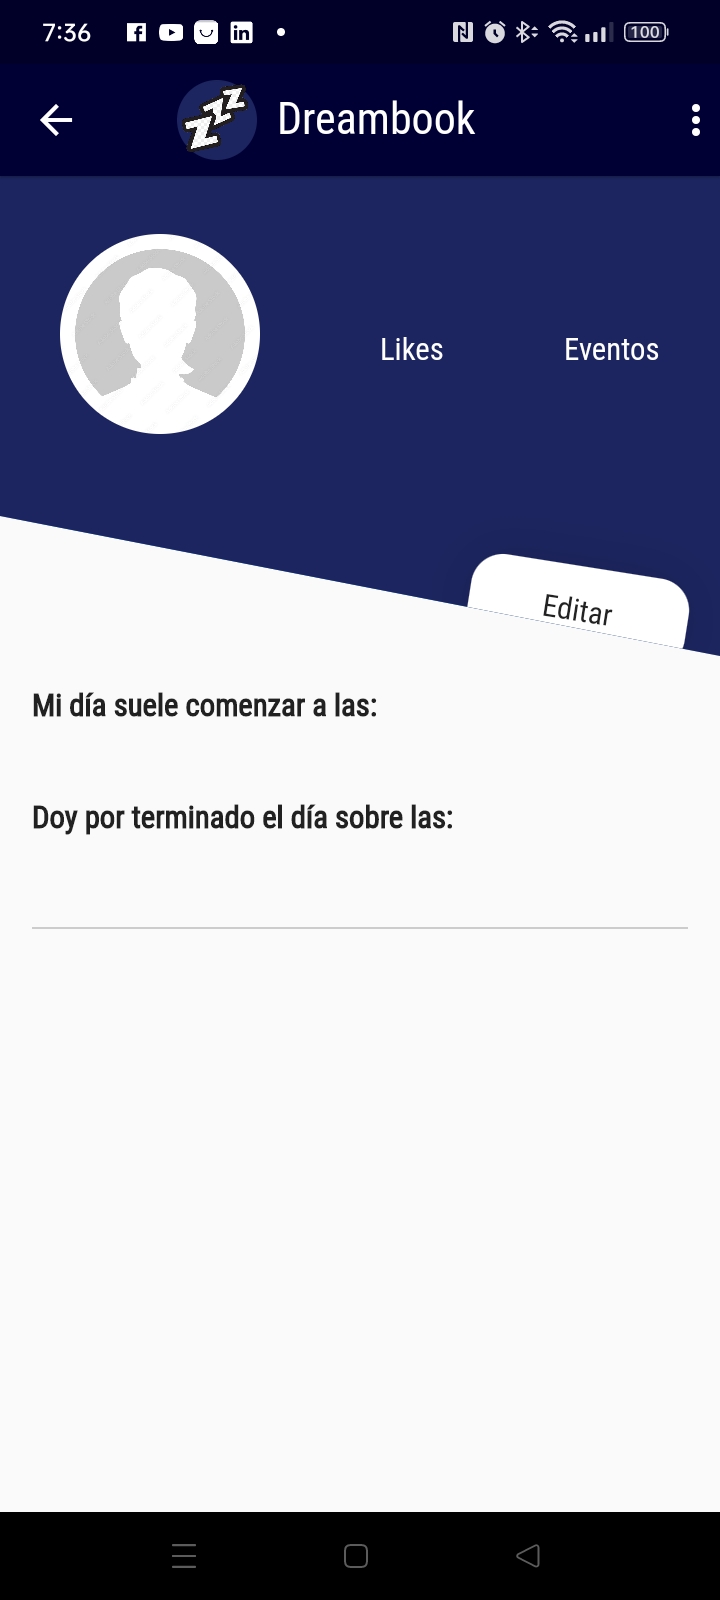 7:36
100
zzz
Dreambook
Likes
Eventos
Editar
Mi día suele comenzar a las:
Doy por terminado el día sobre las: